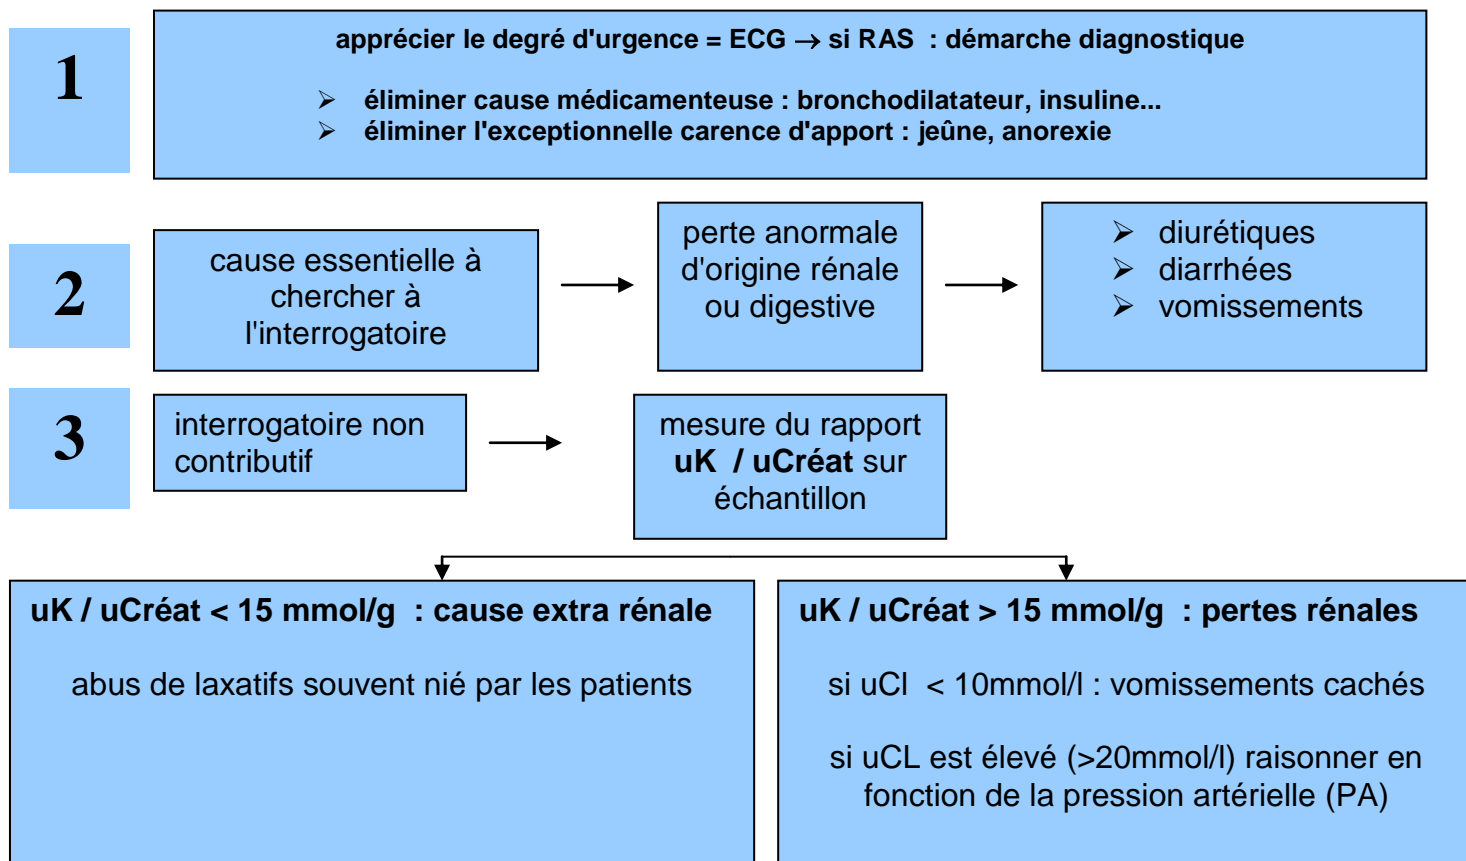 1
apprécier le degré d'urgence = ECG → si RAS : démarche diagnostique
➢ éliminer cause médicamenteuse : bronchodilatateur, insuline...
➢ éliminer l'exceptionnelle carence d'apport : jeûne, anorexie
2
cause essentielle à
chercher à
l'interrogatoire
perte anormale
d'origine rénale
ou digestive
➢ diurétiques
➢ diarrhées
➢ vomissements
3
interrogatoire non
contributif
mesure du rapport
uK / uCréat sur
échantillon
uK / uCréat < 15 mmol/g : cause extra rénale
abus de laxatifs souvent nié par les patients
uK / uCréat > 15 mmol/g : pertes rénales
si uCl < 10mmol/l : vomissements cachés
si uCL est élevé (>20mmol/l) raisonner en
fonction de la pression artérielle (PA)